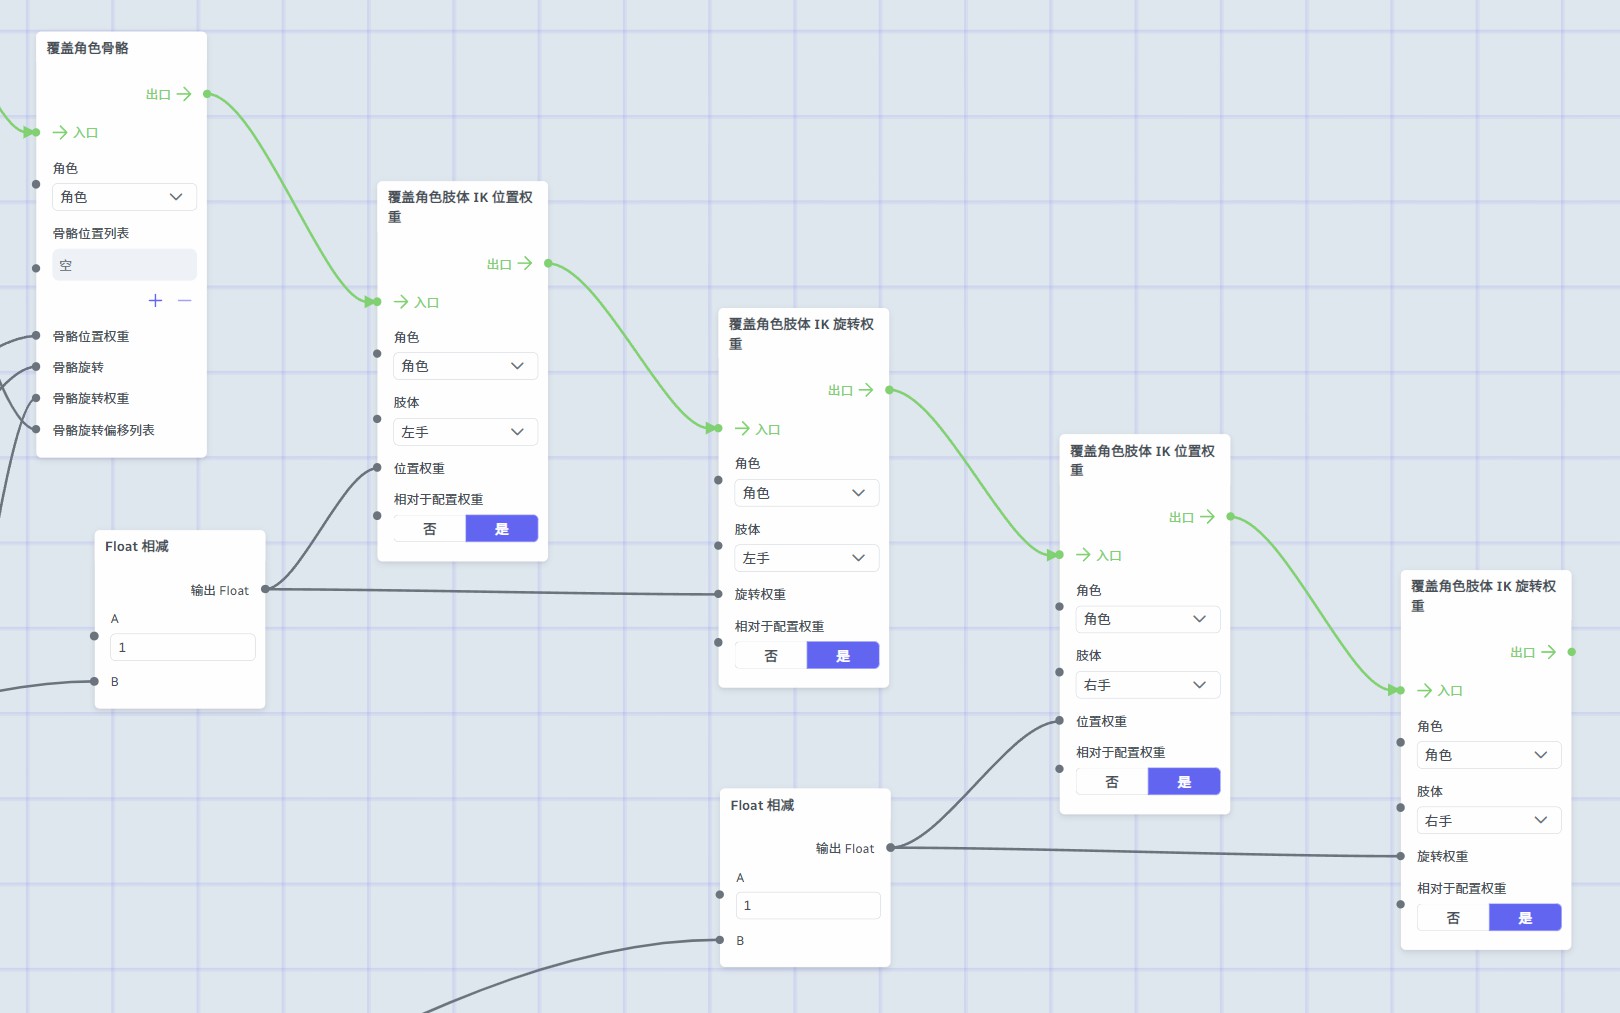 覆盖角色骨骼
出口
入口
角色
角色
骨骼位置列表
空
骨骼位置权重
骨骼旋转
骨骼旋转权重
骨骼旋转偏移列表
覆盖角色肢体 IK 位置权
重
出口
入口
角色
角色
肢体
左手
位置权重
相对于配置权重
否
是
Float 相减
输出 Float
A
1
B
覆盖角色肢体 IK 旋转权
重
出口
入口
角色
角色
肢体
左手
旋转权重
相对于配置权重
否
是
覆盖角色肢体 IK 位置权
重
出口
入口
角色
角色
肢体
右手
位置权重
相对于配置权重
否
是
Float 相减
输出 Float
A
1
B
覆盖角色肢体 IK 旋转权
重
出口
入口
角色
角色
肢体
右手
旋转权重
相对于配置权重
否
是